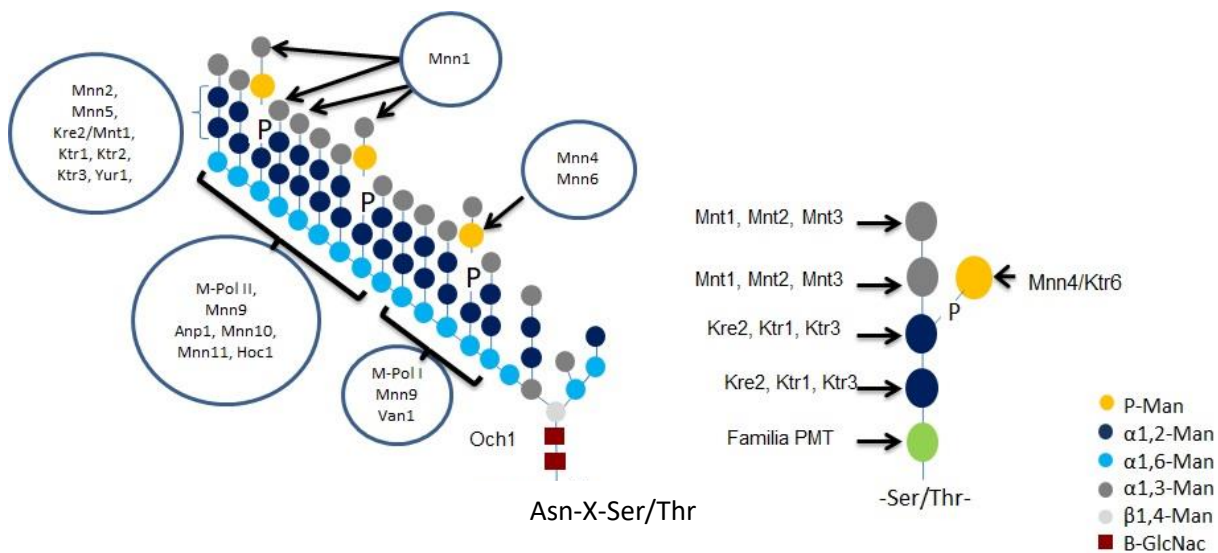 Mnn1
Mnn2,
Mnn5,
Kre2/Mnt1,
Ktr1, Ktr2,
Ktr3, Yur1,
P
P
P
Mnn4
Mnn6
M-Pol II,
Mnn9
Anp1, Mnn10,
Mnn11, Hoc1
M-Pol I
Mnn9
Van1
Och1
Asn-X-Ser/Thr
Mnt1, Mnt2, Mnt3
Mnt1, Mnt2, Mnt3
Mnn4/Ktr6
P
Kre2, Ktr1, Ktr3
Kre2, Ktr1, Ktr3
Familia PMT
-Ser/Thr-
P-Man
α1,2-Man
α1,6-Man
α1,3-Man
β1,4-Man
B-GlcNac